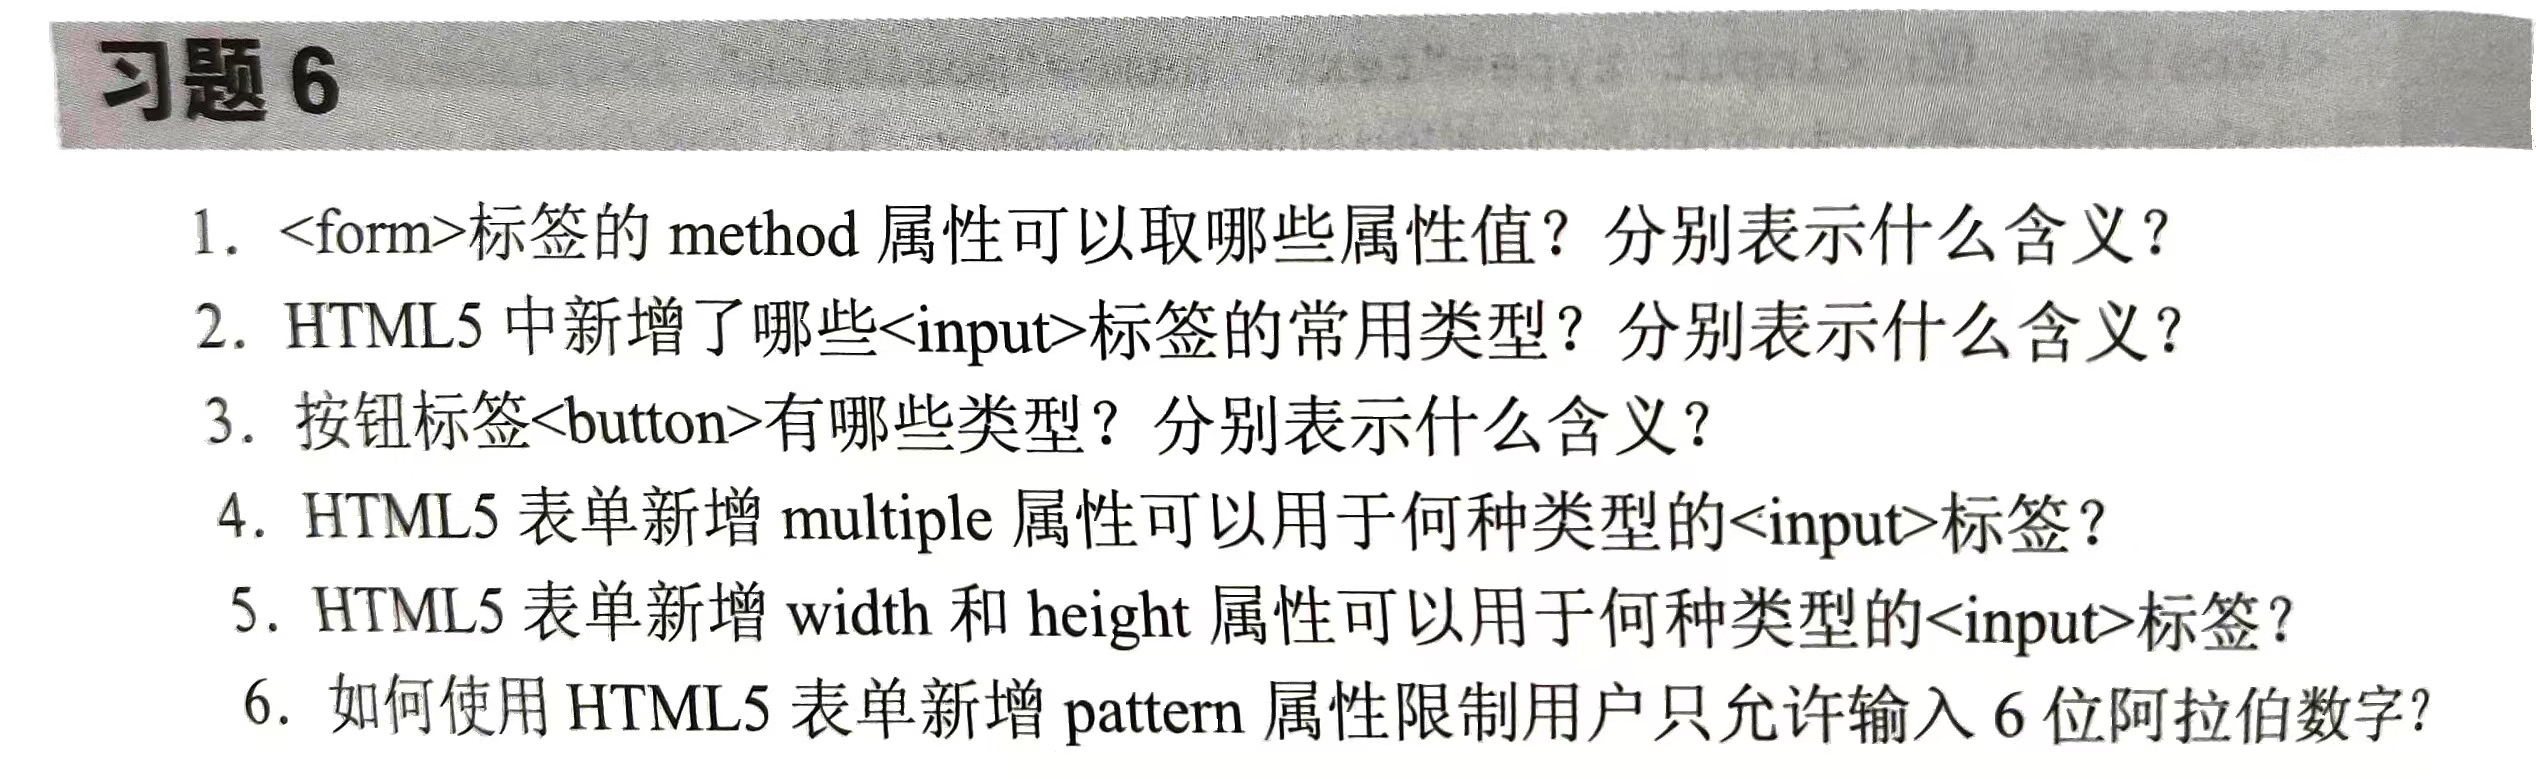 习题 6
1. <form>标签的 method 属性可以取哪些属性值？分别表示什么含义？
2. HTML5 中新增了哪些<input>标签的常用类型？分别表示什么含义？
3. 按钮标签<button>有哪些类型？分别表示什么含义？
4. HTML5 表单新增 multiple 属性可以用于何种类型的<input>标签？
5. HTML5 表单新增 width 和 height 属性可以用于何种类型的<input>标签？
6. 如何使用 HTML5 表单新增 pattern 属性限制用户只允许输入 6 位阿拉伯数字？